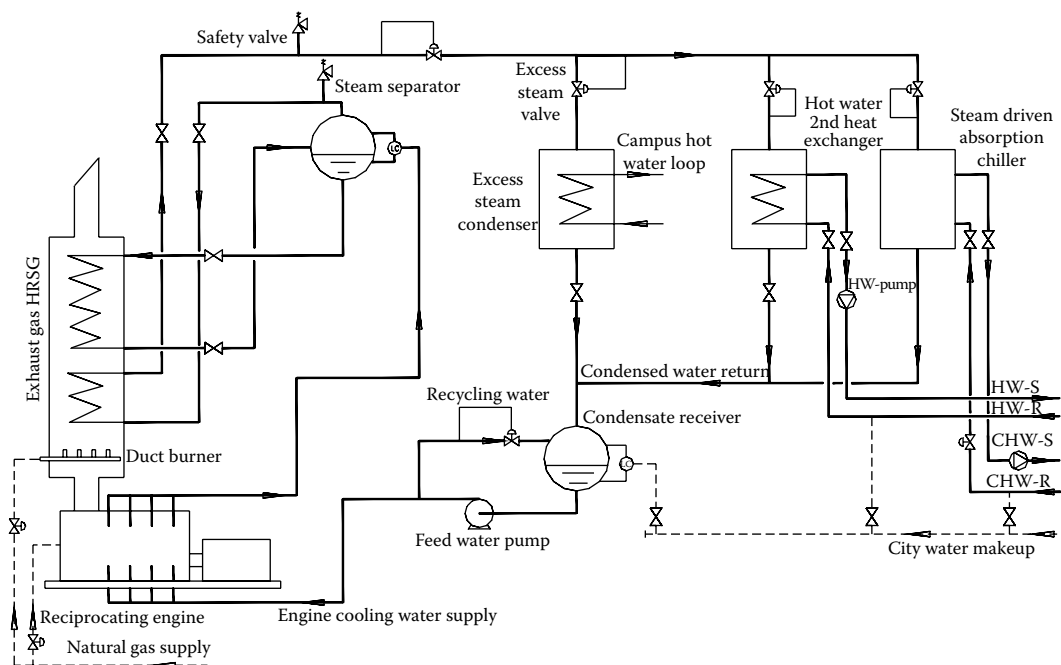 Safety valve
Steam separator
LC
Excess
steam
valve
Hot water
2nd heat
exchanger
Steam driven
absorption
chiller
Campus hot
water loop
Excess
steam
condenser
Exhaust gas HRSG
HW-pump
Condensed water return
Recycling water
Condensate receiver
LC
HW-S
HW-R
CHW-S
CHW-R
Duct burner
Feed water pump
City water makeup
Reciprocating engine
Engine cooling water supply
Natural gas supply